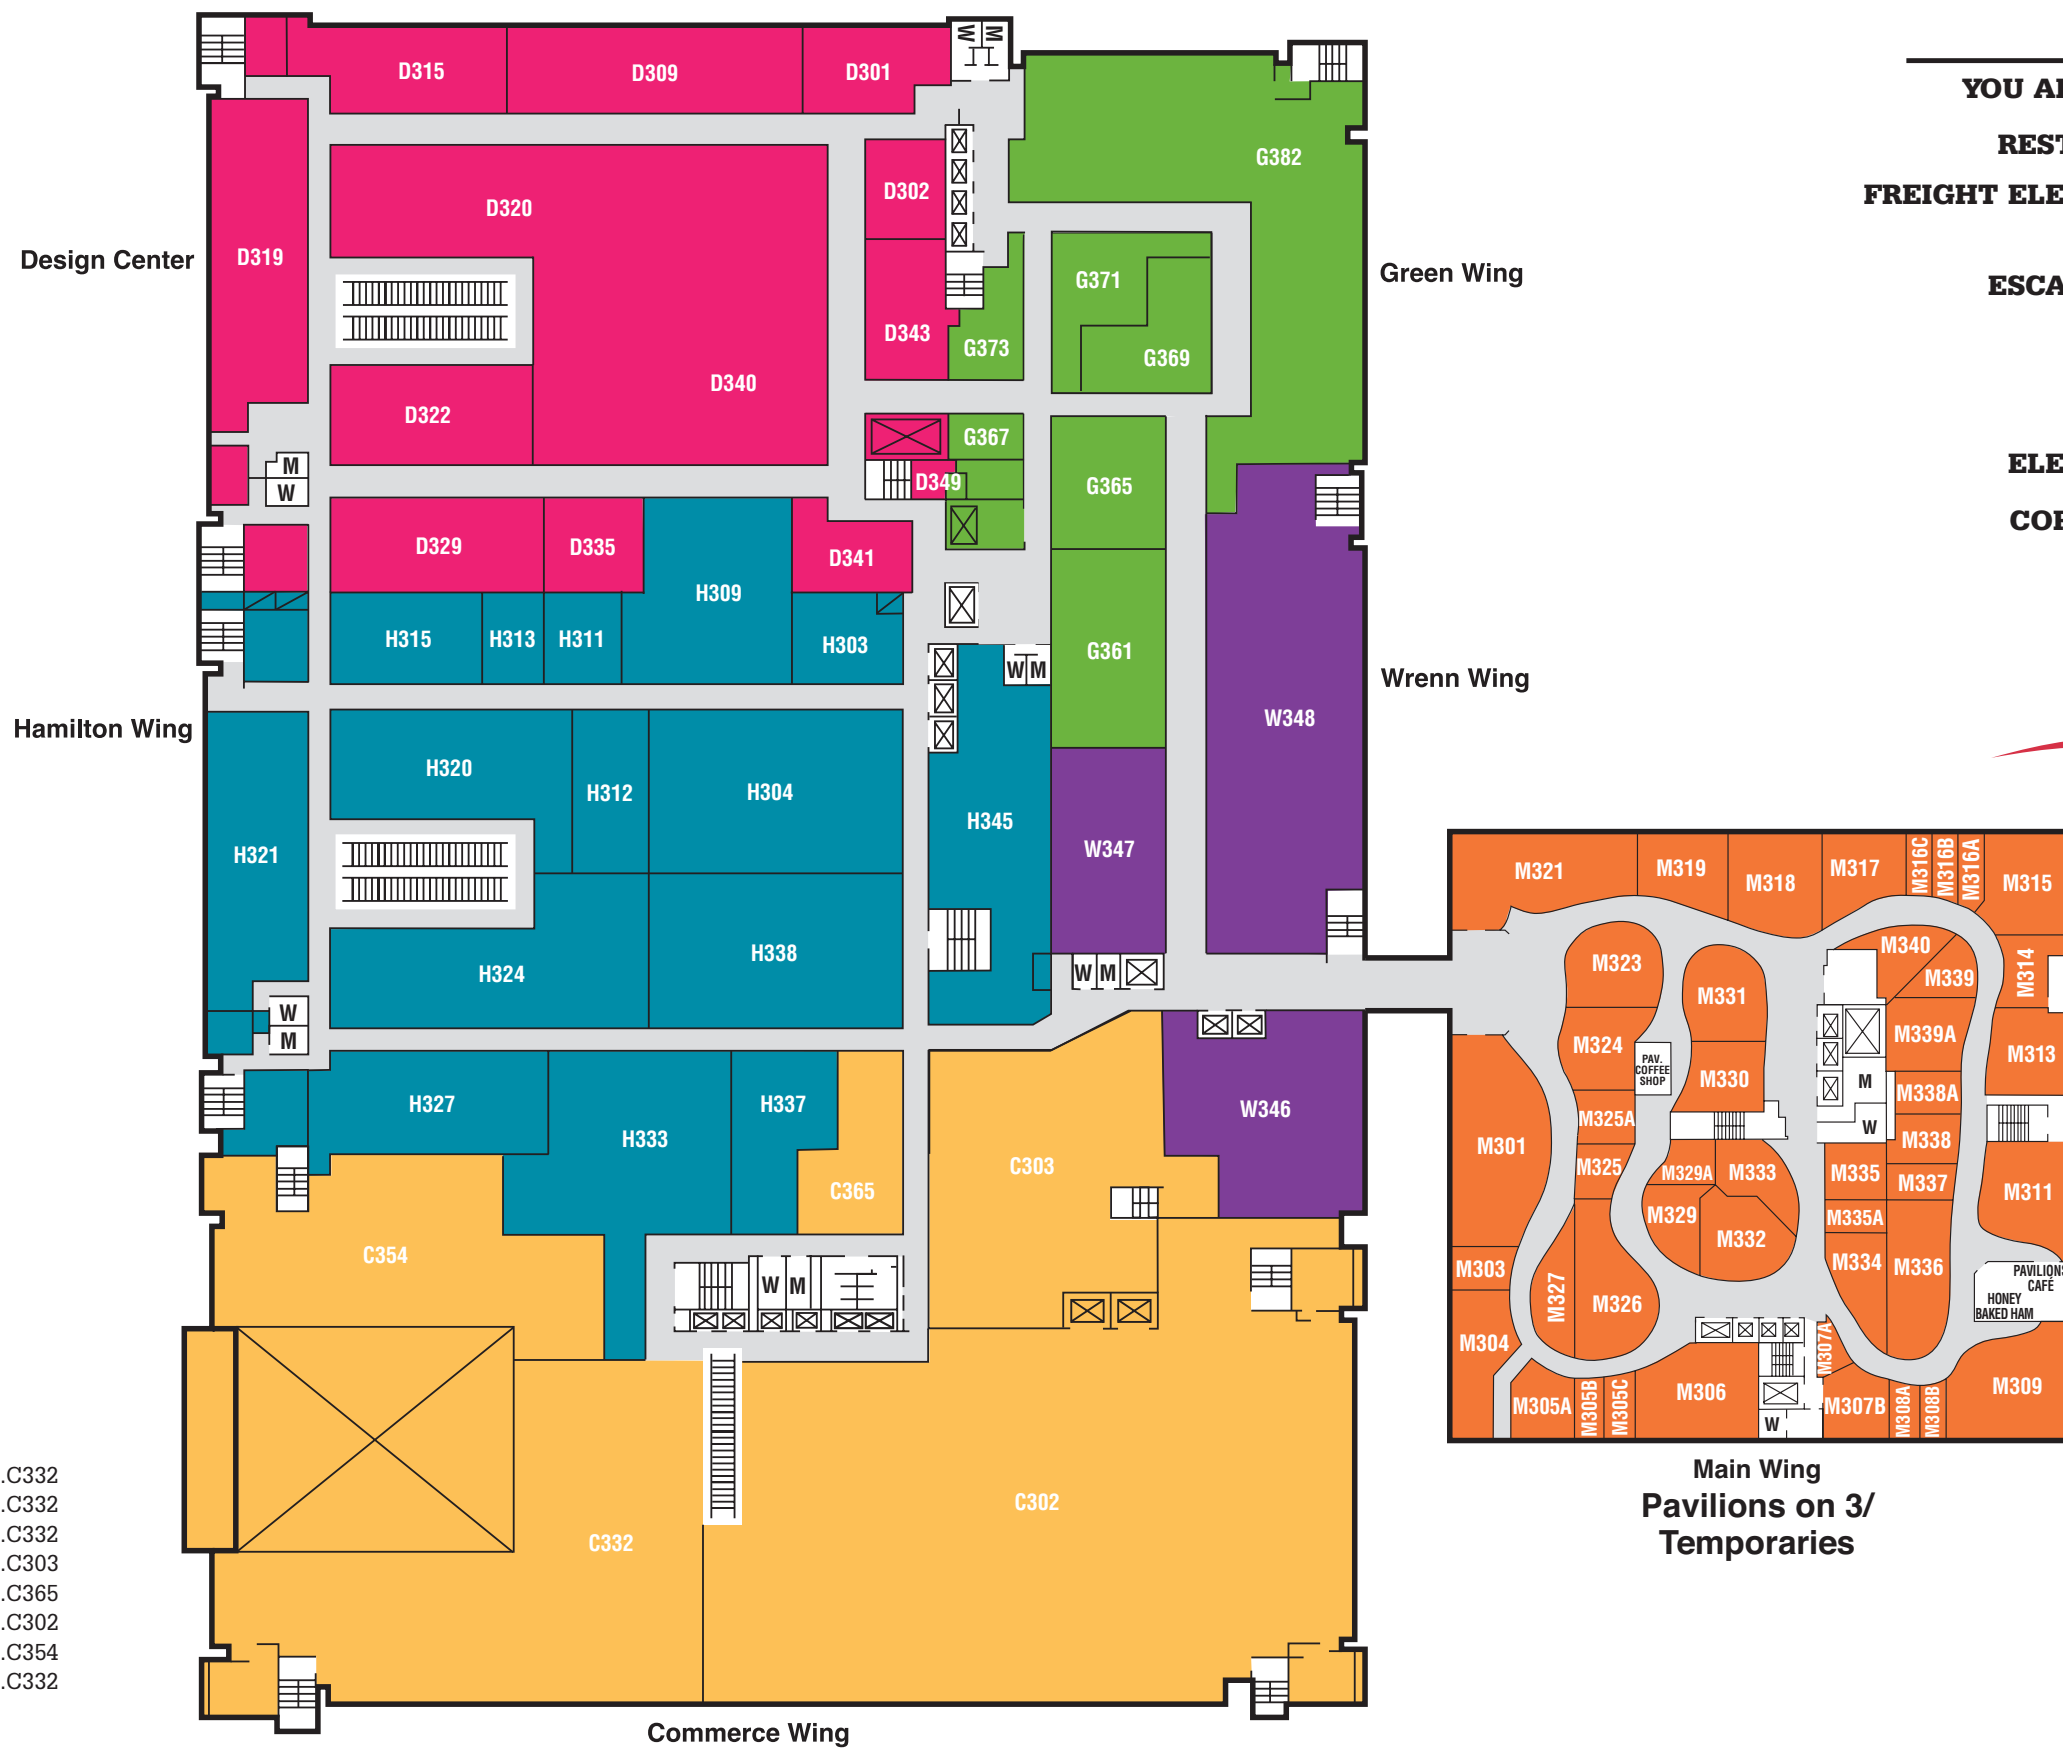 W M
D315 D309 D301
YOU AR
REST
FREIGHT ELE
ESCA
ELE
COF
G382
D302
D320
Design Center
D319
Green Wing
G371
D343
G373
G369
D340
D322
G367
M
W
D349
G365
D329
D335
D341
H309
H315
H313
H311
H303
G361
W M
Wrenn Wing
W348
Hamilton Wing
H320
H312
H304
H345
W347
H321
H324
H338
W M
W
M
H327
H337
H333
W346
C303
C365
C354
W M
C302
C332
Commerce Wing
M321
M319
M318
M317
M316C
M316B
M316A
M315
M323
M340
M339
M314
M331
M324
M339A
M313
PAV.
COFFEE
SHOP
M330
M
M338A
M325A
W
M338
M301
M325
M329A
M333
M335
M337
M311
M329
M335A
M332
M303
M327
M326
M334
M336
PAVILIONS
CAFÉ
HONEY
BAKED HAM
M304
M307A
M305A
M305B
M305C
M306
W
M307B
M308A
M308B
M309
Main Wing
Pavilions on 3/
Temporaries
.C332
.C332
.C332
.C303
.C365
.C302
.C354
.C332